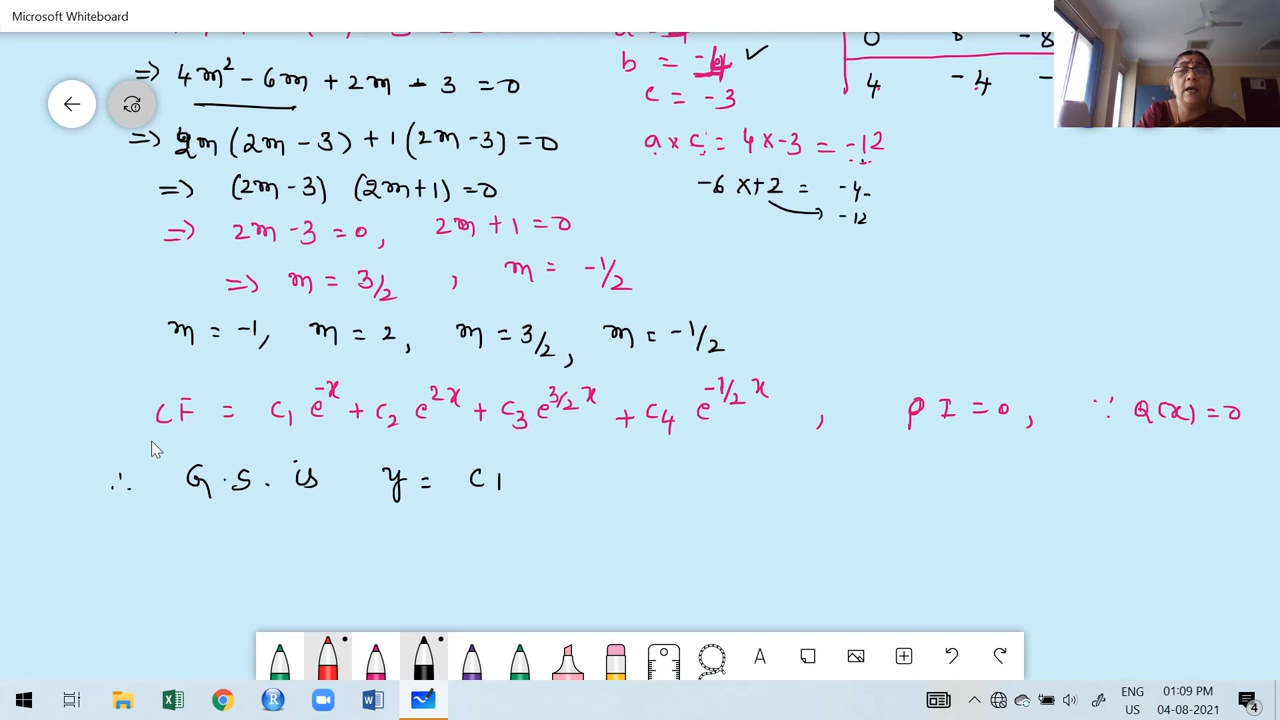 Microsoft Whiteboard
b = -4 ✓
0 -8
⇒ 4m² - 6m + 2m - 3 = 0
c = -3
4 -4 -
⇒ 2m (2m - 3) + 1 (2m - 3) = 0
a x c = 4 x -3 = -12
⇒ (2m - 3) (2m + 1) = 0
-6 x +2 = -4
-12
⇒ 2m - 3 = 0, 2m + 1 = 0
⇒ m = 3/2 , m = -1/2
m = -1, m = 2, m = 3/2, m = -1/2
CF = c₁ e^{-x} + c₂ e^{2x} + c₃ e^{3/2 x} + c₄ e^{-1/2 x} , PI = 0, ∵ Q(x) = 0
∴ G.S. is y = c1
A
ENG 01:09 PM
US 04-08-2021 4